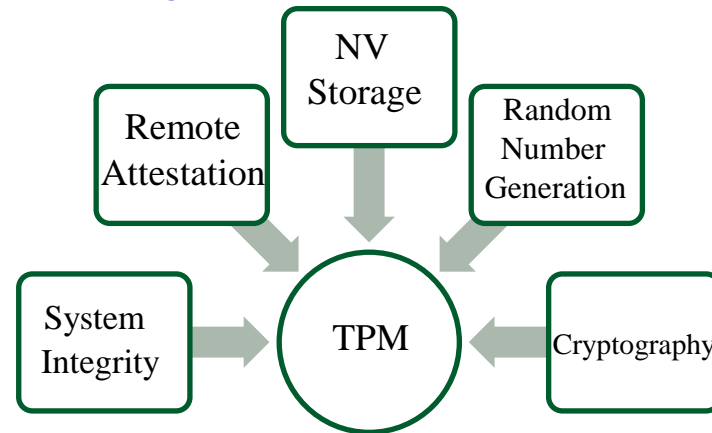 NV
Storage
Remote
Attestation
Random
Number
Generation
System
Integrity
TPM
Cryptography